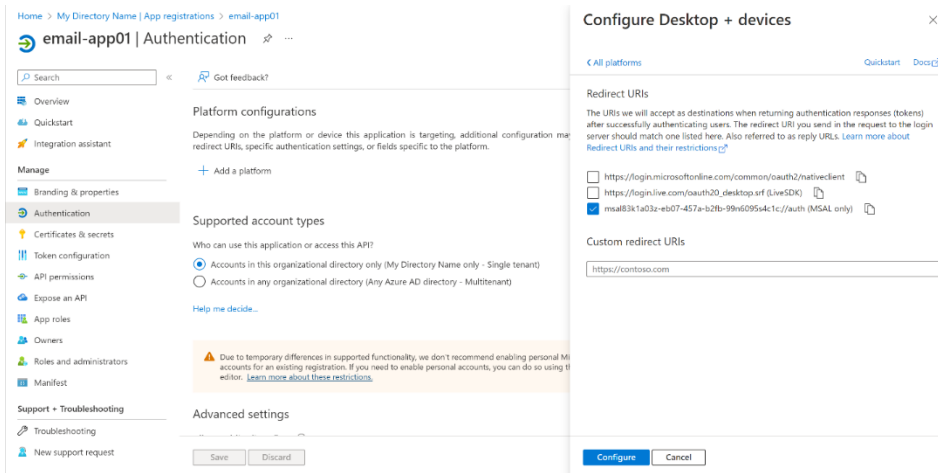 Home > My Directory Name | App registrations > email-app01
email-app01 | Authentication
Search
Overview
Quickstart
Integration assistant
Manage
Branding & properties
Authentication
Certificates & secrets
Token configuration
API permissions
Expose an API
App roles
Owners
Roles and administrators
Manifest
Support + Troubleshooting
Troubleshooting
New support request
Got feedback?
Platform configurations
Depending on the platform or device this application is targeting, additional configuration may
redirect URIs, specific authentication settings, or fields specific to the platform.
Add a platform
Supported account types
Who can use this application or access this API?
Accounts in this organizational directory only (My Directory Name only - Single tenant)
Accounts in any organizational directory (Any Azure AD directory - Multitenant)
Help me decide...
Due to temporary differences in supported functionality, we don't recommend enabling personal Mi
accounts for an existing registration. If you need to enable personal accounts, you can do so using t
editor. Learn more about these restrictions.
Advanced settings
Save Discard
Configure Desktop + devices
All platforms Quickstart Docs
Redirect URIs
The URIs we will accept as destinations when returning authentication responses (tokens)
after successfully authenticating users. The redirect URI you send in the request to the login
server should match one listed here. Also referred to as reply URLs. Learn more about
Redirect URIs and their restrictions
https://login.microsoftonline.com/common/oauth2/nativeclient
https://login.live.com/oauth20_desktop.srf (LiveSDK)
msal83k1a03z-eb07-457a-b2fb-99n6095s4c1c://auth (MSAL only)
Custom redirect URIs
https://contoso.com
Configure Cancel